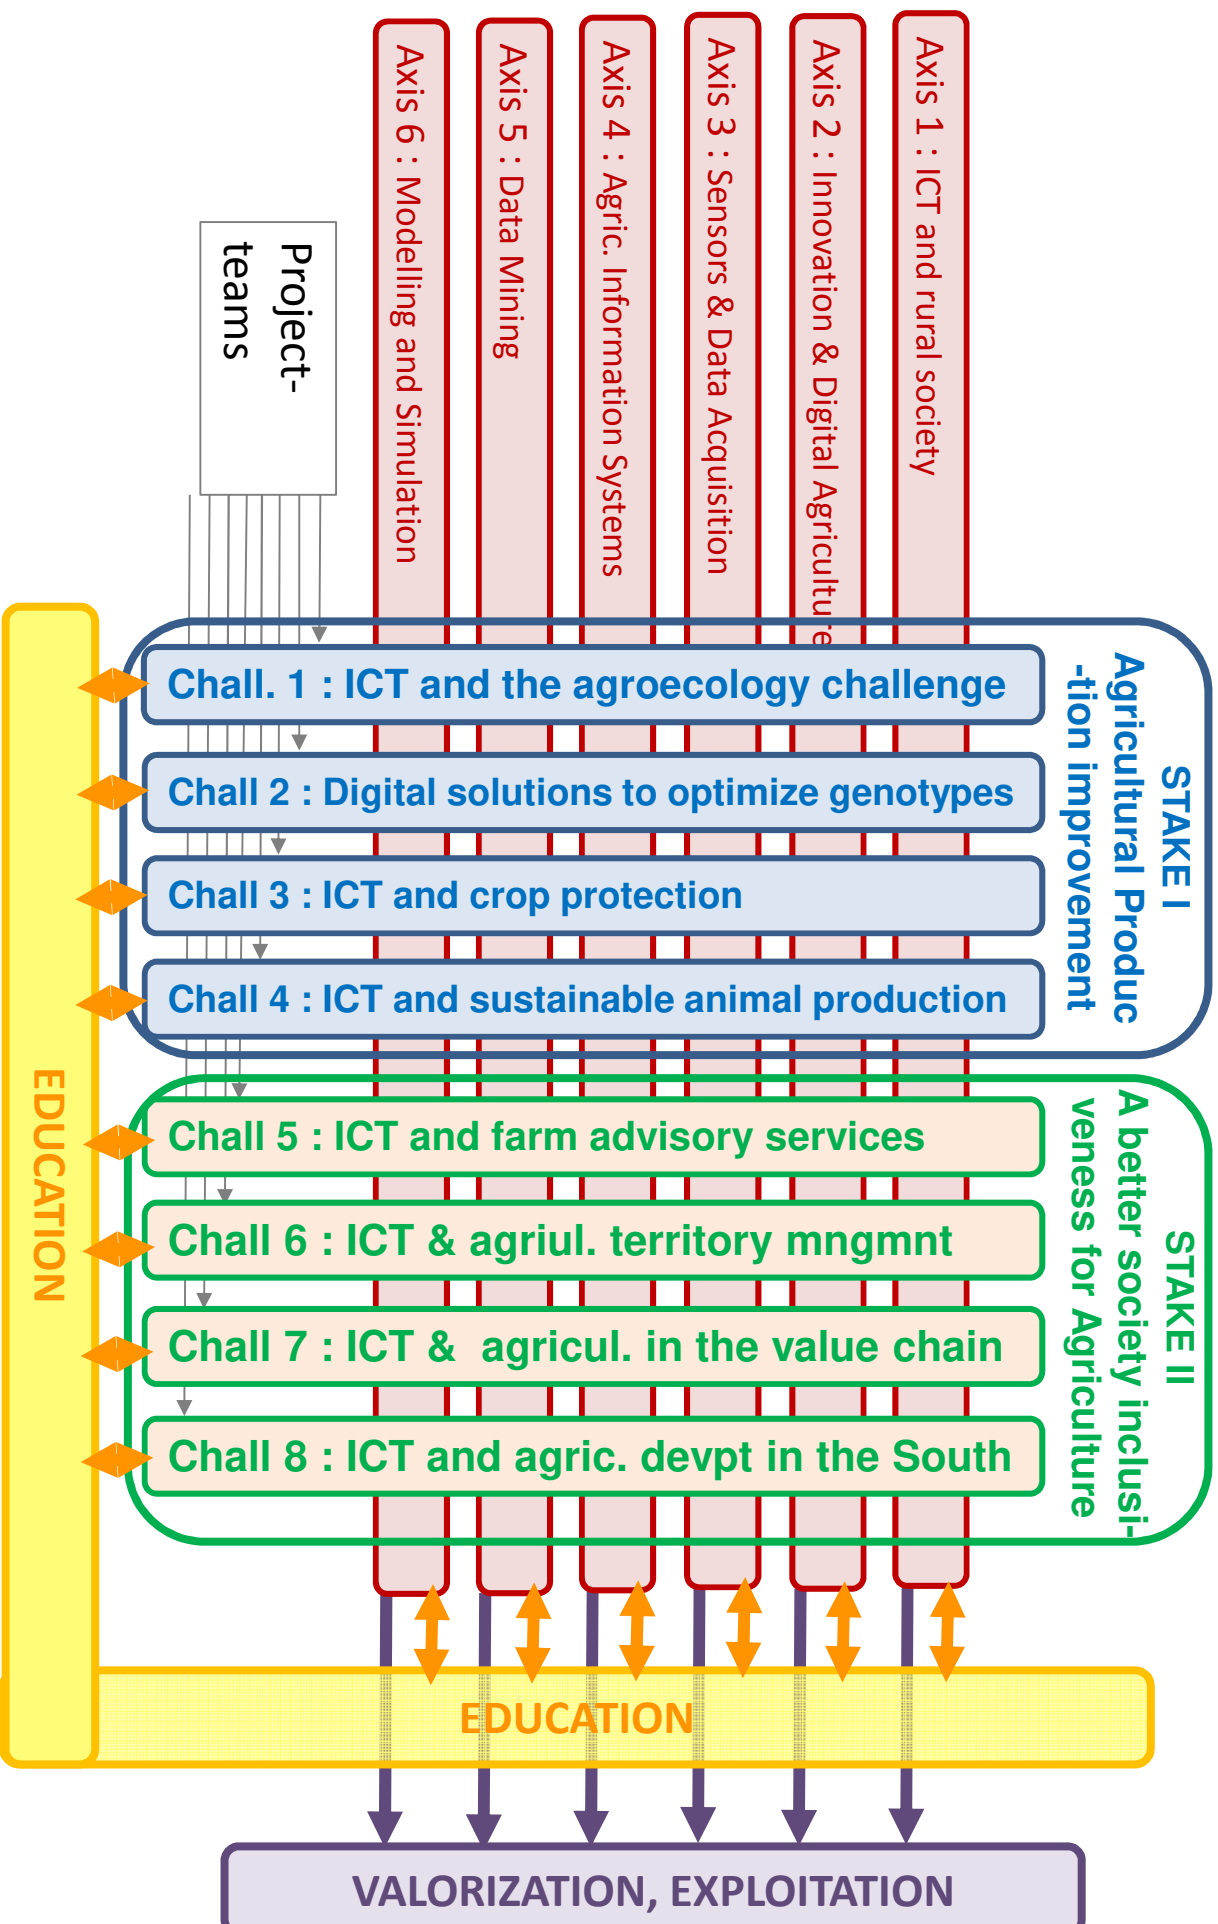 Axis 6 : Modelling and Simulation
Axis 5 : Data Mining
Axis 4 : Agric. Information Systems
Axis 3 : Sensors & Data Acquisition
Axis 2 : Innovation & Digital Agriculture
Axis 1 : ICT and rural society
Project-
teams
STAKE I
Agricultural Produc
-tion improvement
Chall. 1 : ICT and the agroecology challenge
Chall 2 : Digital solutions to optimize genotypes
Chall 3 : ICT and crop protection
Chall 4 : ICT and sustainable animal production
STAKE II
A better society inclusi-
veness for Agriculture
Chall 5 : ICT and farm advisory services
Chall 6 : ICT & agriul. territory mngmnt
Chall 7 : ICT & agricul. in the value chain
Chall 8 : ICT and agric. devpt in the South
EDUCATION
EDUCATION
VALORIZATION, EXPLOITATION